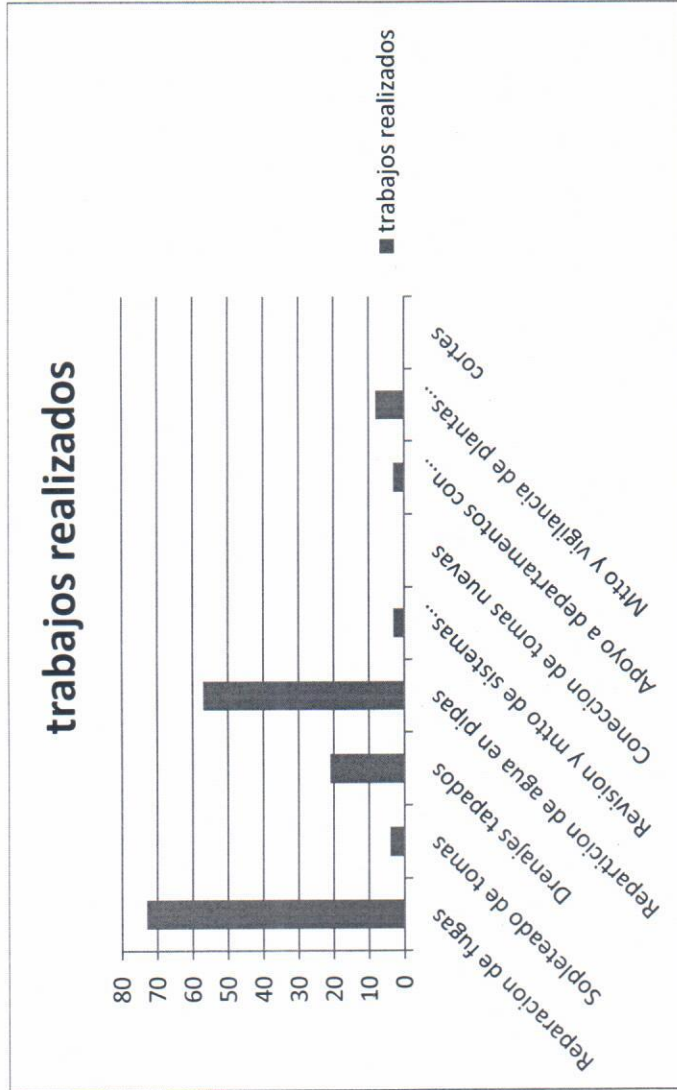 trabajos realizados
80
70
60
50
40
30
20
10
0
Reparacion de fugas
Sopleteado de tomas
Drenajes tapados
Reparticion de agua en pipas
Revision y mtto de sistemas...
Coneccion de tomas nuevas
Apoyo a departamentos con...
Mtto y vigilancia de plantas...
cortes
trabajos realizados